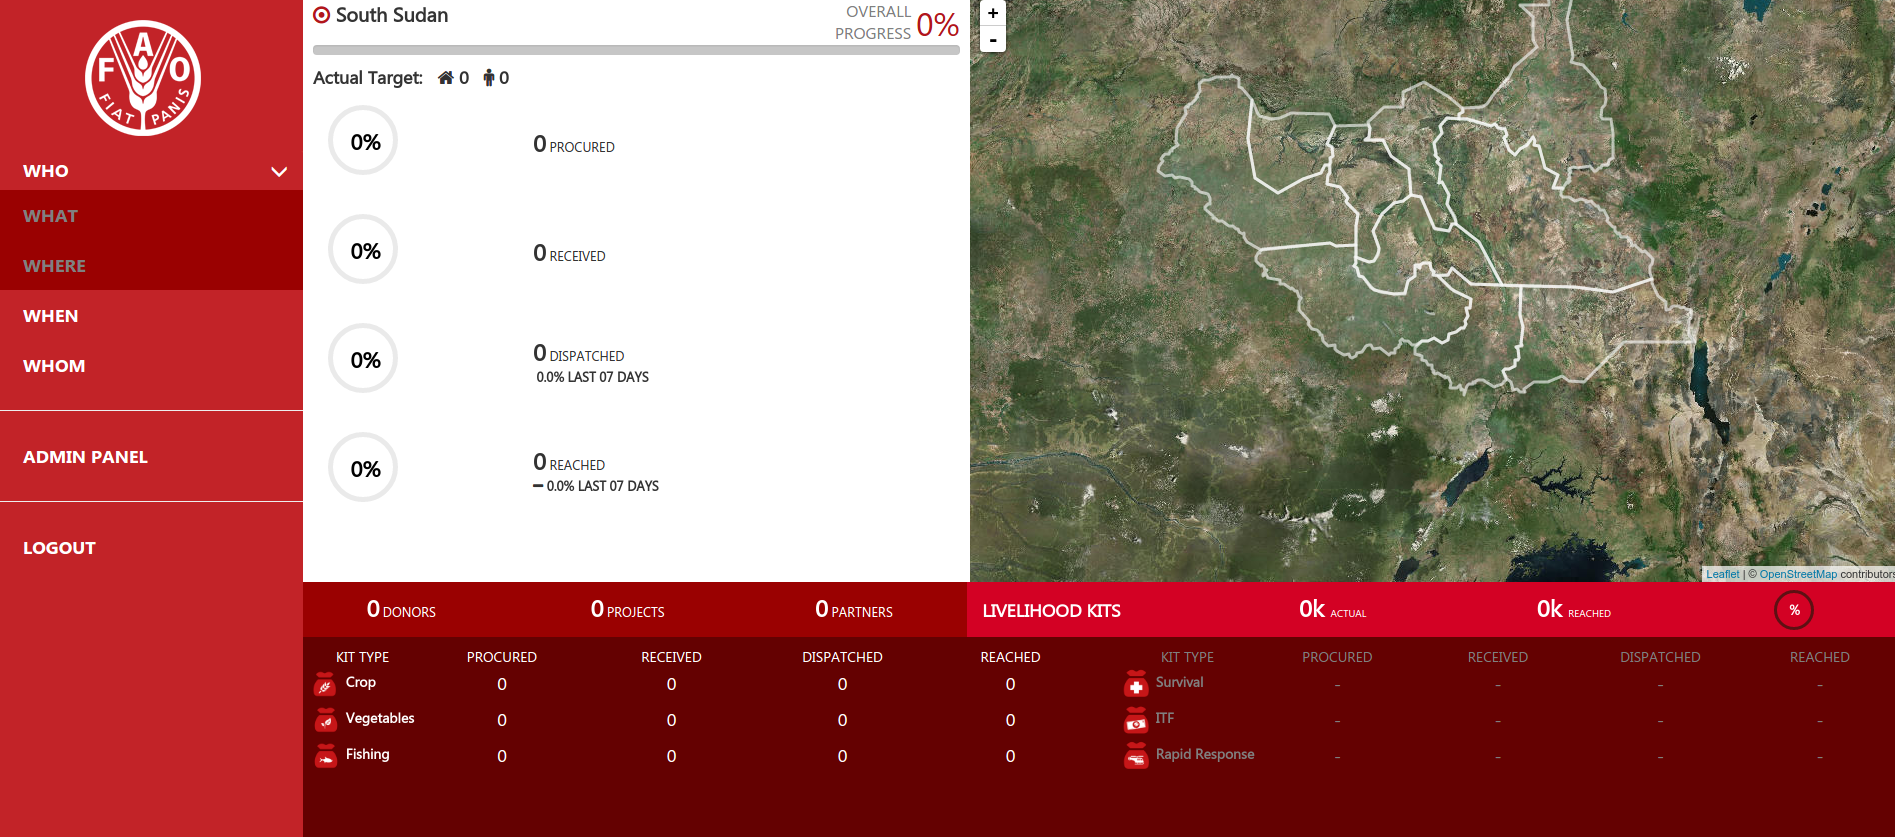 F A O
FIAT PANIS
WHO
WHAT
WHERE
WHEN
WHOM
ADMIN PANEL
LOGOUT
South Sudan
OVERALL PROGRESS 0%
Actual Target: 0 0
0% 0 PROCURED
0% 0 RECEIVED
0% 0 DISPATCHED
0.0% LAST 07 DAYS
0% 0 REACHED
0.0% LAST 07 DAYS
+
-
Leaflet | © OpenStreetMap contributors
0 DONORS 0 PROJECTS 0 PARTNERS
LIVELIHOOD KITS 0k ACTUAL 0k REACHED %
KIT TYPE PROCURED RECEIVED DISPATCHED REACHED
Crop 0 0 0 0
Vegetables 0 0 0 0
Fishing 0 0 0 0
KIT TYPE PROCURED RECEIVED DISPATCHED REACHED
Survival - - - -
ITF - - - -
Rapid Response - - - -